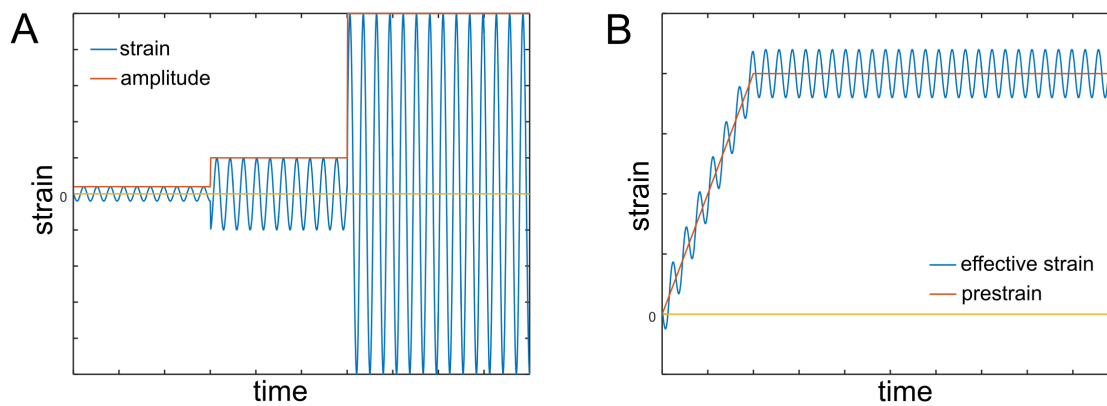 A
strain
amplitude
strain
0
time
B
strain
effective strain
prestrain
0
time